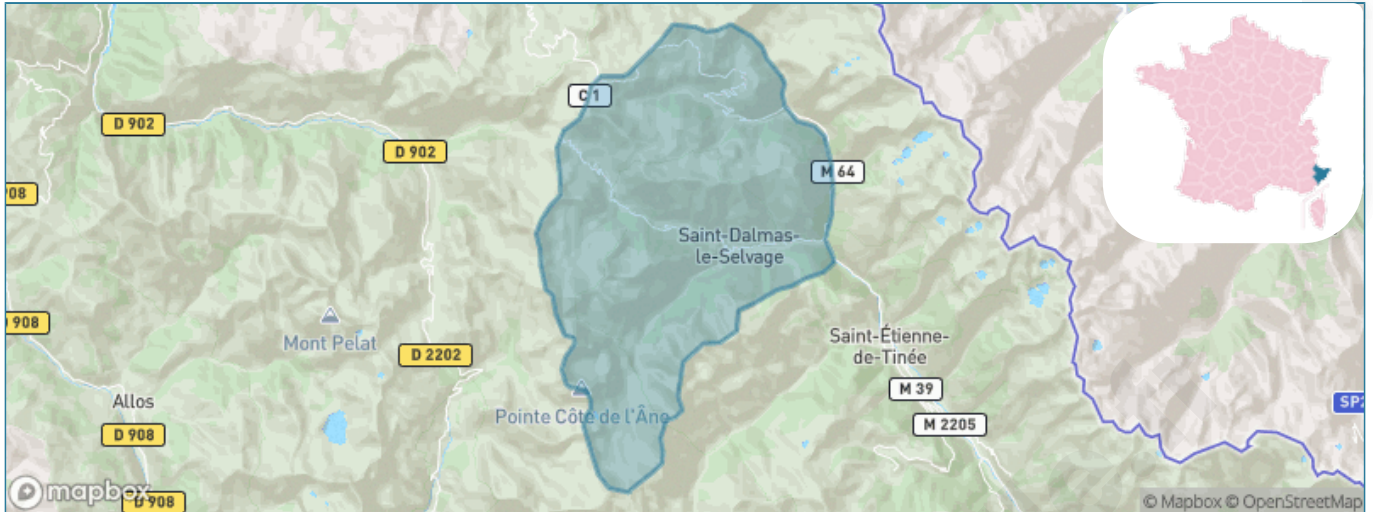 C 1
D 902
D 902
M 64
908
Saint-Dalmas-
le-Selvage
Mont Pelat
908
Saint-Étienne-
de-Tinée
D 2202
M 39
Allos
Pointe Côte de l'Âne
SP2
D 908
M 2205
mapbox
D 908
© Mapbox © OpenStreetMap